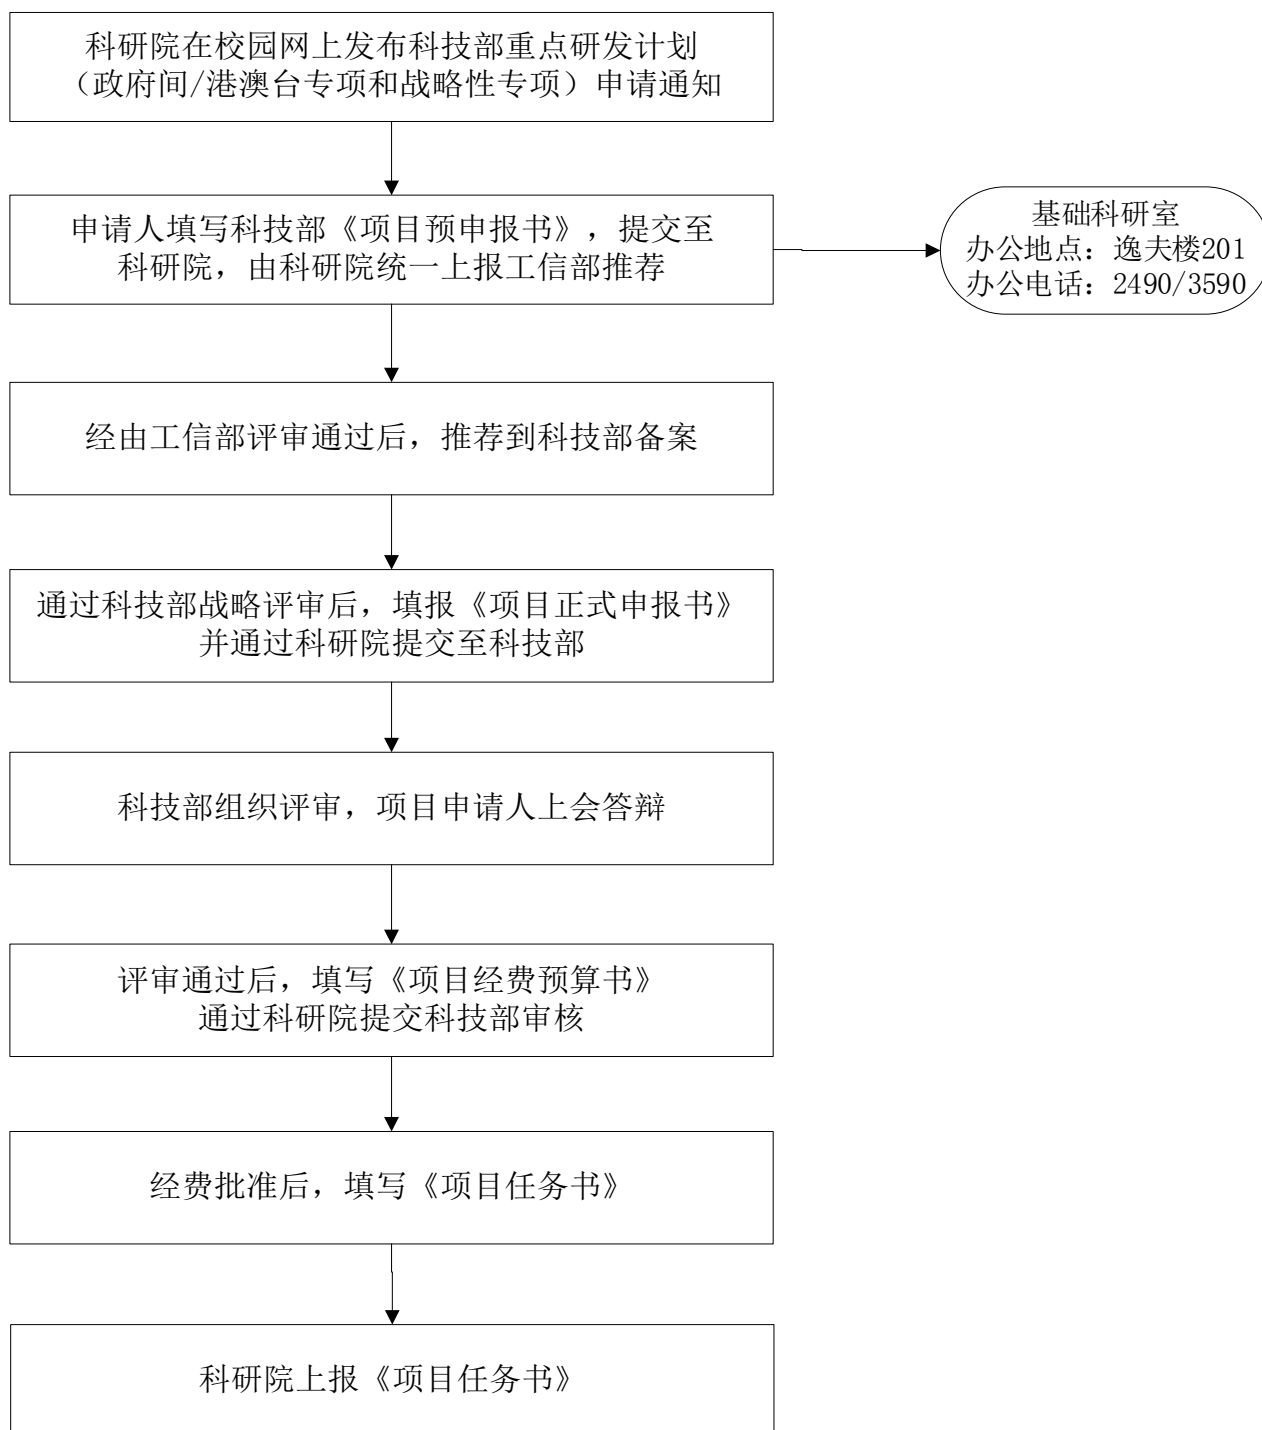 科研院在校园网上发布科技部重点研发计划
（政府间/港澳台专项和战略性专项）申请通知
申请人填写科技部《项目预申报书》，提交至
科研院，由科研院统一上报工信部推荐
基础科研室
办公地点：逸夫楼201
办公电话：2490/3590
经由工信部评审通过后，推荐到科技部备案
通过科技部战略评审后，填报《项目正式申报书》
并通过科研院提交至科技部
科技部组织评审，项目申请人上会答辩
评审通过后，填写《项目经费预算书》
通过科研院提交科技部审核
经费批准后，填写《项目任务书》
科研院上报《项目任务书》